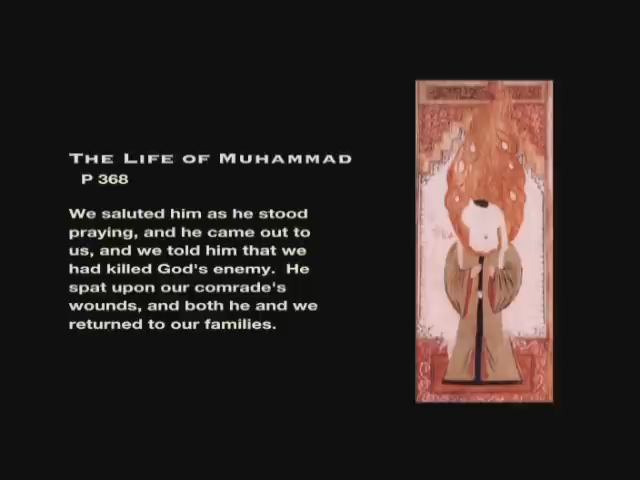 The Life of Muhammad
P 368
We saluted him as he stood
praying, and he came out to
us, and we told him that we
had killed God's enemy. He
spat upon our comrade's
wounds, and both he and we
returned to our families.